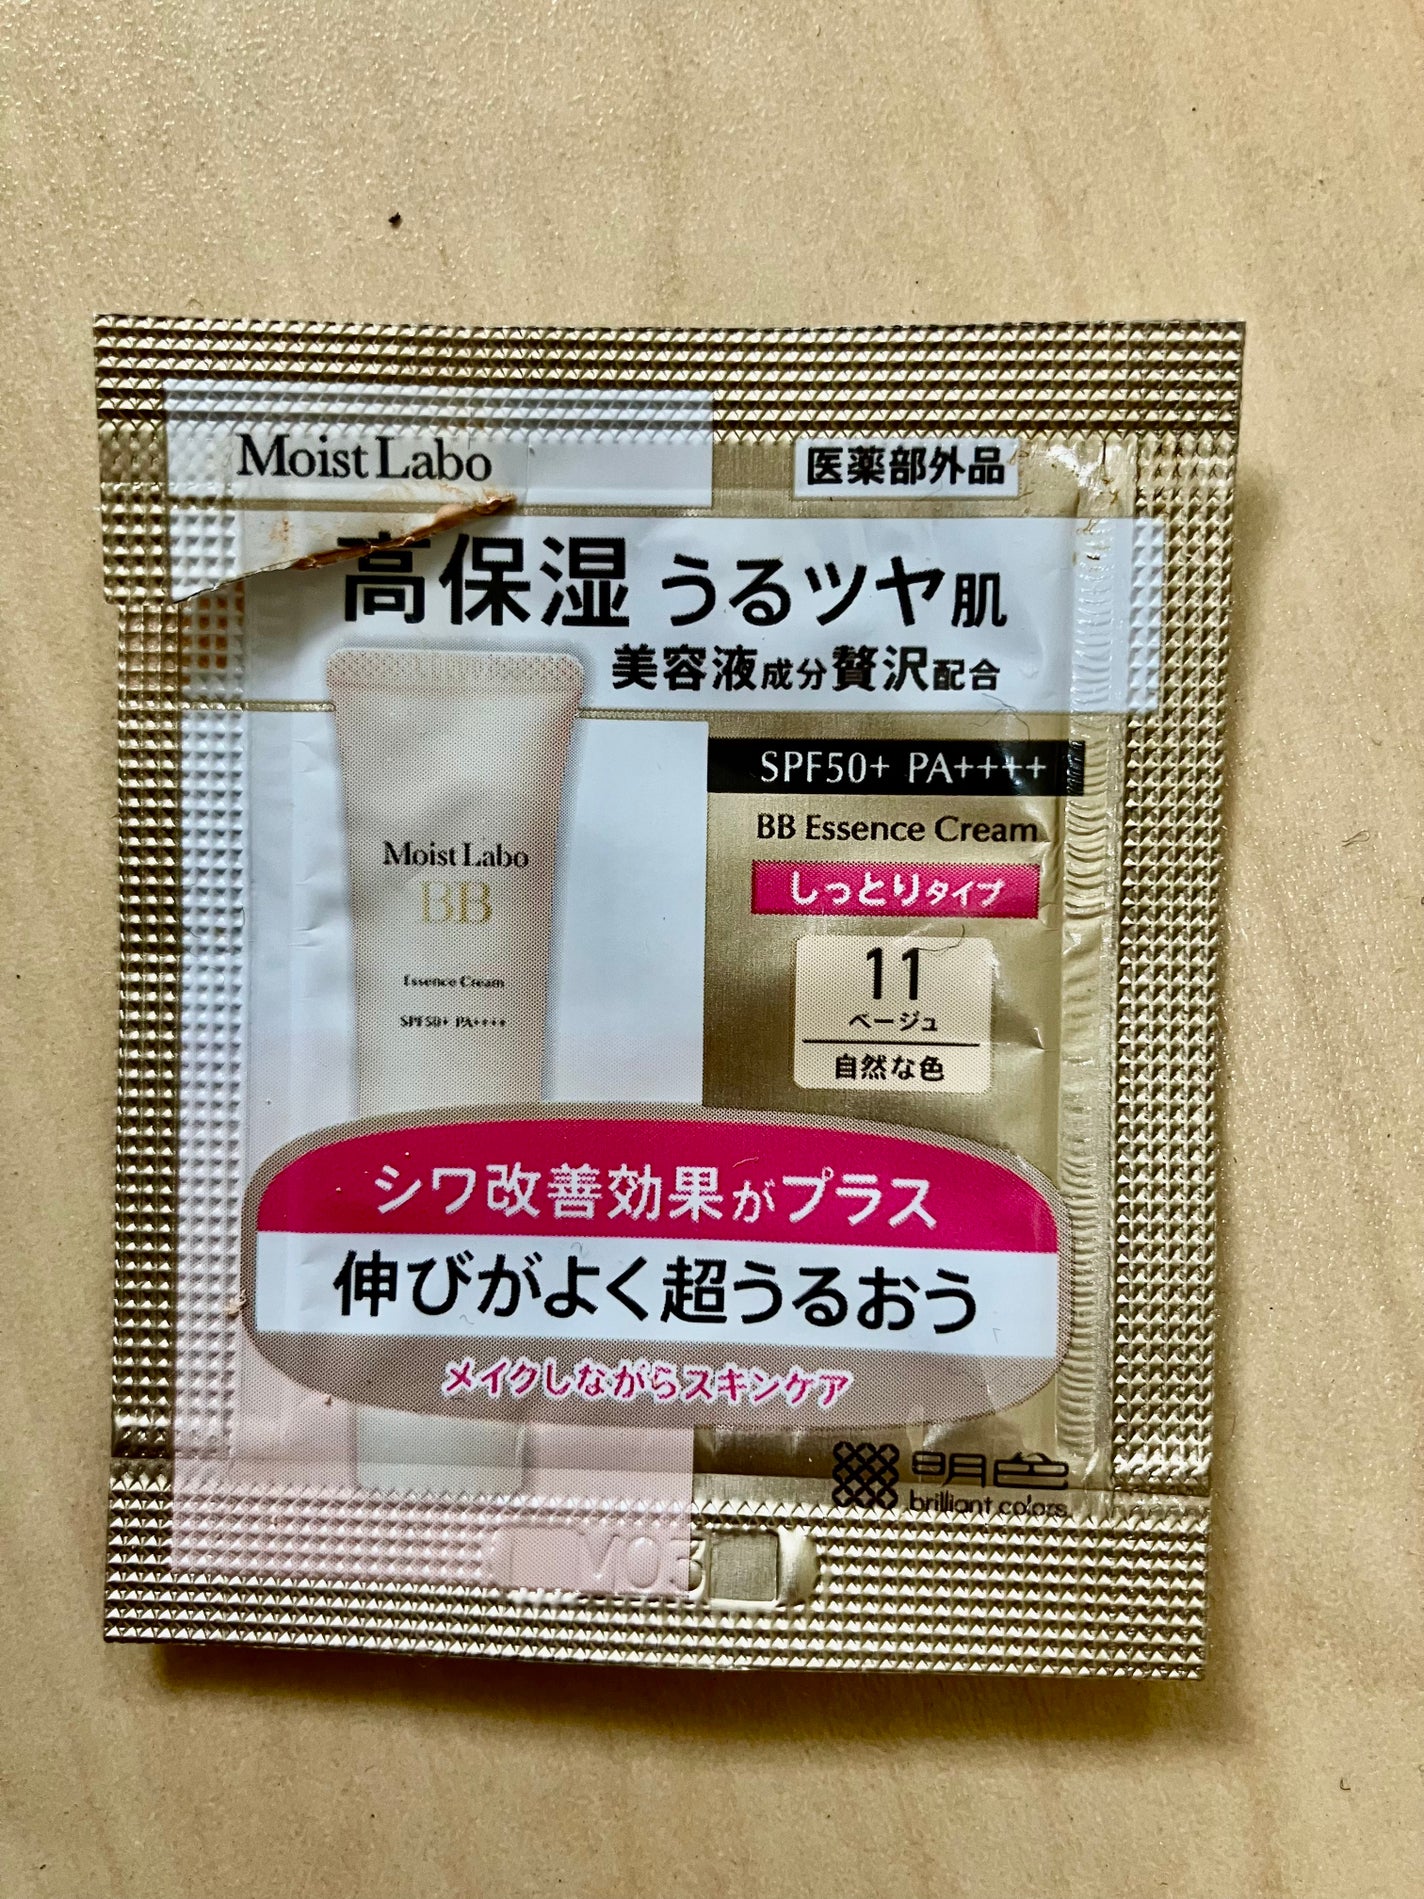 Moist Labo
医薬部外品
高保湿 うるツヤ肌
美容液成分贅沢配合
SPF50+ PA++++
BB Essence Cream
しっとりタイプ
11
ベージュ
自然な色
Moist Labo
BB
Essence Cream
SPF50+ PA++++
シワ改善効果がプラス
伸びがよく超うるおう
メイクしながらスキンケア
明色
brilliant colors